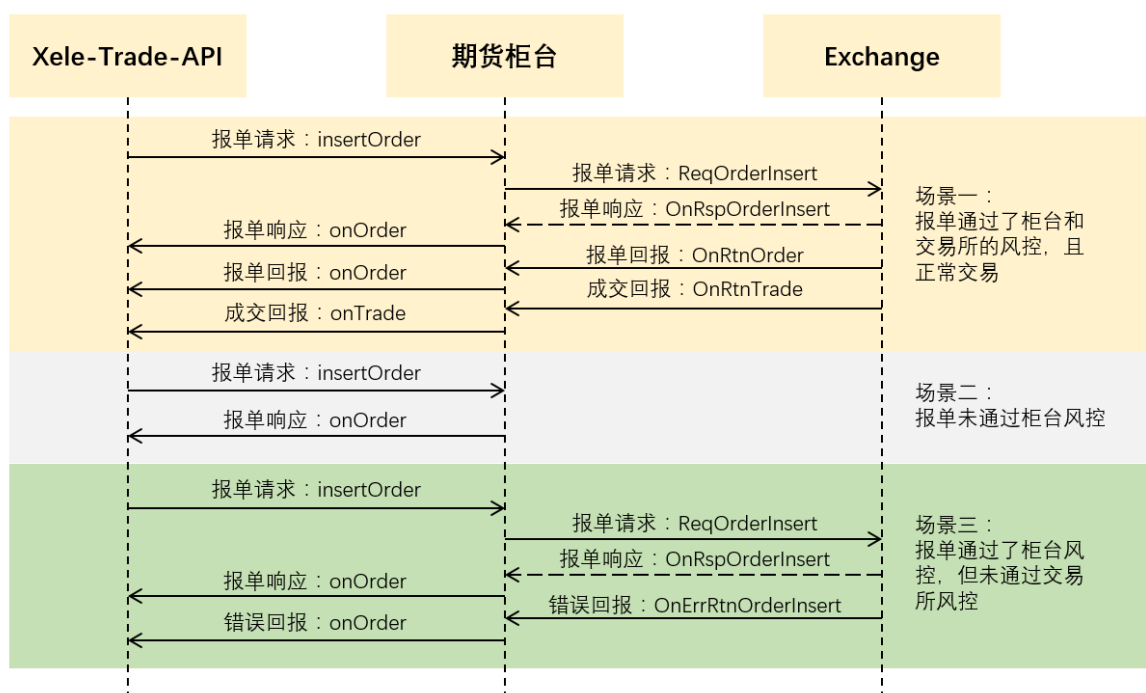 Xele-Trade-API
期货柜台
Exchange
报单请求：insertOrder
报单请求：ReqOrderInsert
报单响应：OnRspOrderInsert
报单响应：onOrder
报单回报：OnRtnOrder
报单回报：onOrder
成交回报：OnRtnTrade
成交回报：onTrade
场景一：
报单通过了柜台和
交易所的风控，且
正常交易
报单请求：insertOrder
报单响应：onOrder
场景二：
报单未通过柜台风控
报单请求：insertOrder
报单请求：ReqOrderInsert
报单响应：OnRspOrderInsert
报单响应：onOrder
错误回报：OnErrRtnOrderInsert
错误回报：onOrder
场景三：
报单通过了柜台风
控，但未通过交易
所风控